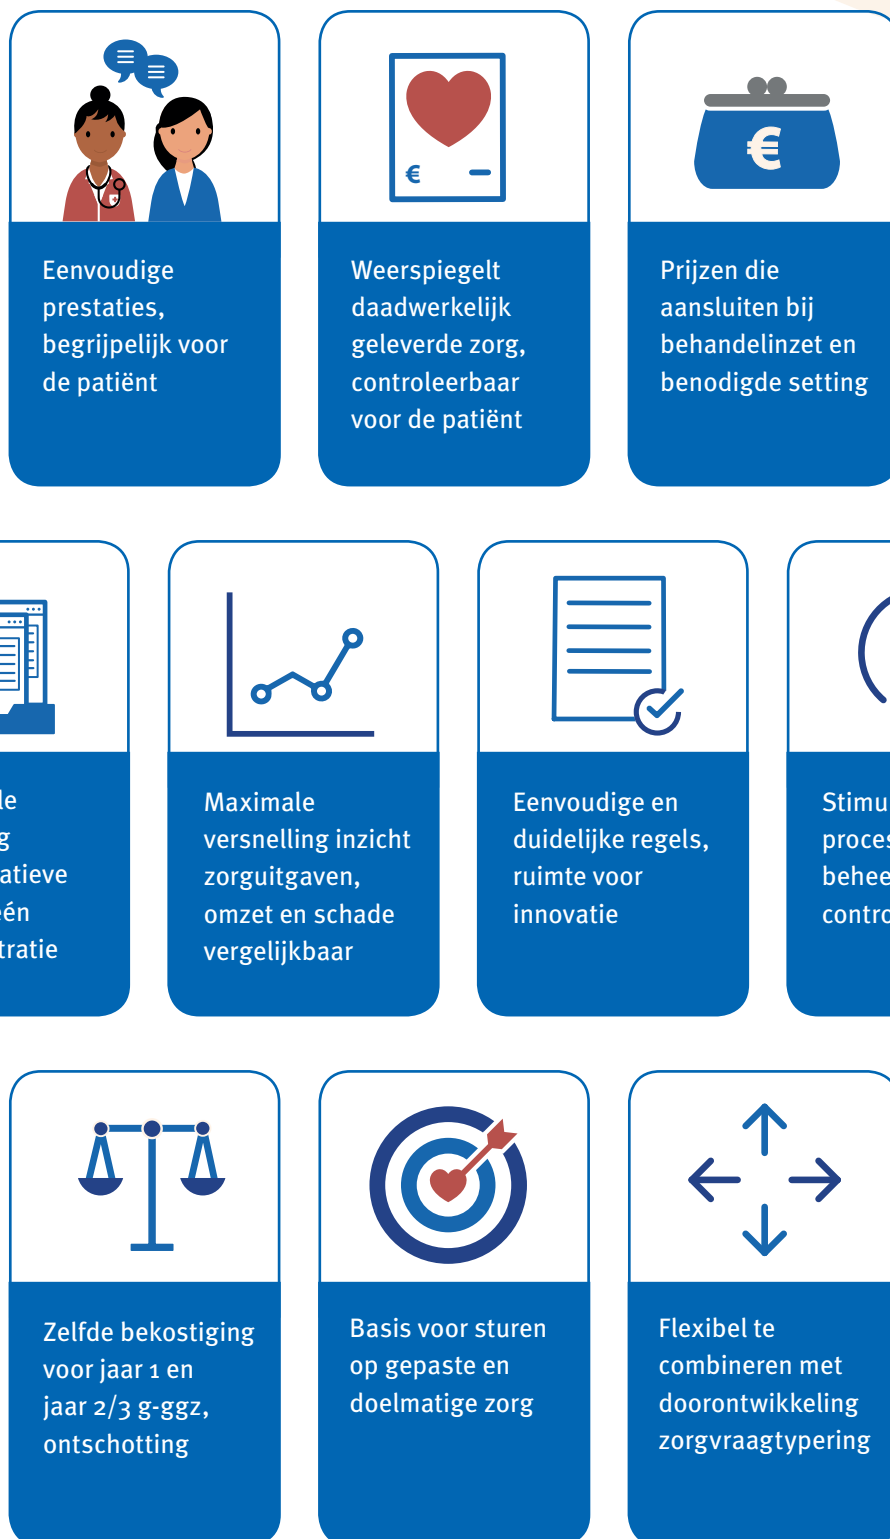 Eenvoudige
prestaties,
begrijpelijk voor
de patiënt
Weerspiegelt
daadwerkelijk
geleverde zorg,
controleerbaar
voor de patiënt
Prijzen die
aansluiten bij
behandelinzet en
benodigde setting
€
€
Maximale
versnelling inzicht
zorguitgaven,
omzet en schade
vergelijkbaar
Eenvoudige en
duidelijke regels,
ruimte voor
innovatie
Zelfde bekostiging
voor jaar 1 en
jaar 2/3 g-ggz,
ontschotting
Basis voor sturen
op gepaste en
doelmatige zorg
Flexibel te
combineren met
doorontwikkeling
zorgvraagtypering